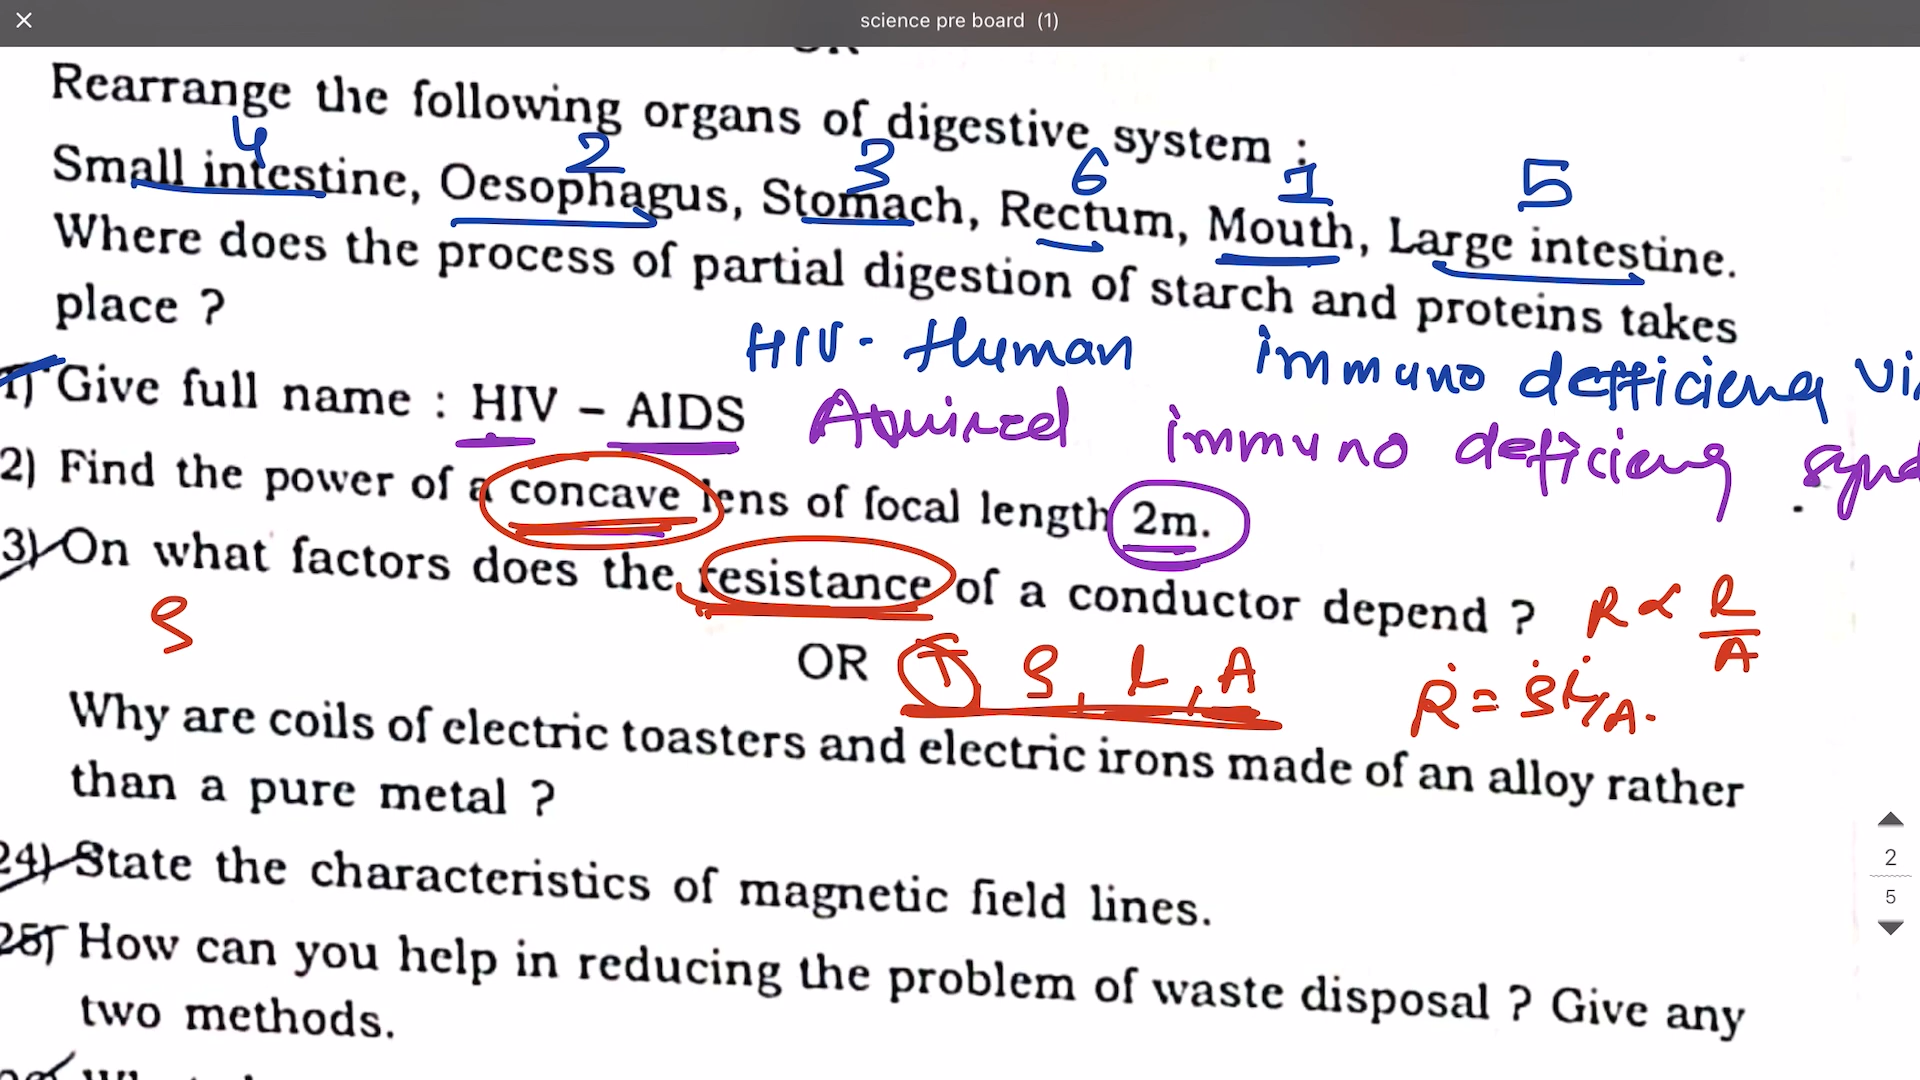 science pre board (1)
OR
Rearrange the following organs of digestive system :
4 2 3 6 1 5
Small intestine, Oesophagus, Stomach, Rectum, Mouth, Large intestine.
Where does the process of partial digestion of starch and proteins takes
place ?
HIV - Human immuno defficiency Vi
1) Give full name : HIV – AIDS
Aquired immuno deficiency synd
2) Find the power of a concave lens of focal length 2m.
3) On what factors does the resistance of a conductor depend ?
R ∝ l/A
ρ
OR
T ρ, l, A
R = ρl/A.
Why are coils of electric toasters and electric irons made of an alloy rather
than a pure metal ?
24) State the characteristics of magnetic field lines.
25) How can you help in reducing the problem of waste disposal ? Give any
two methods.
2
5